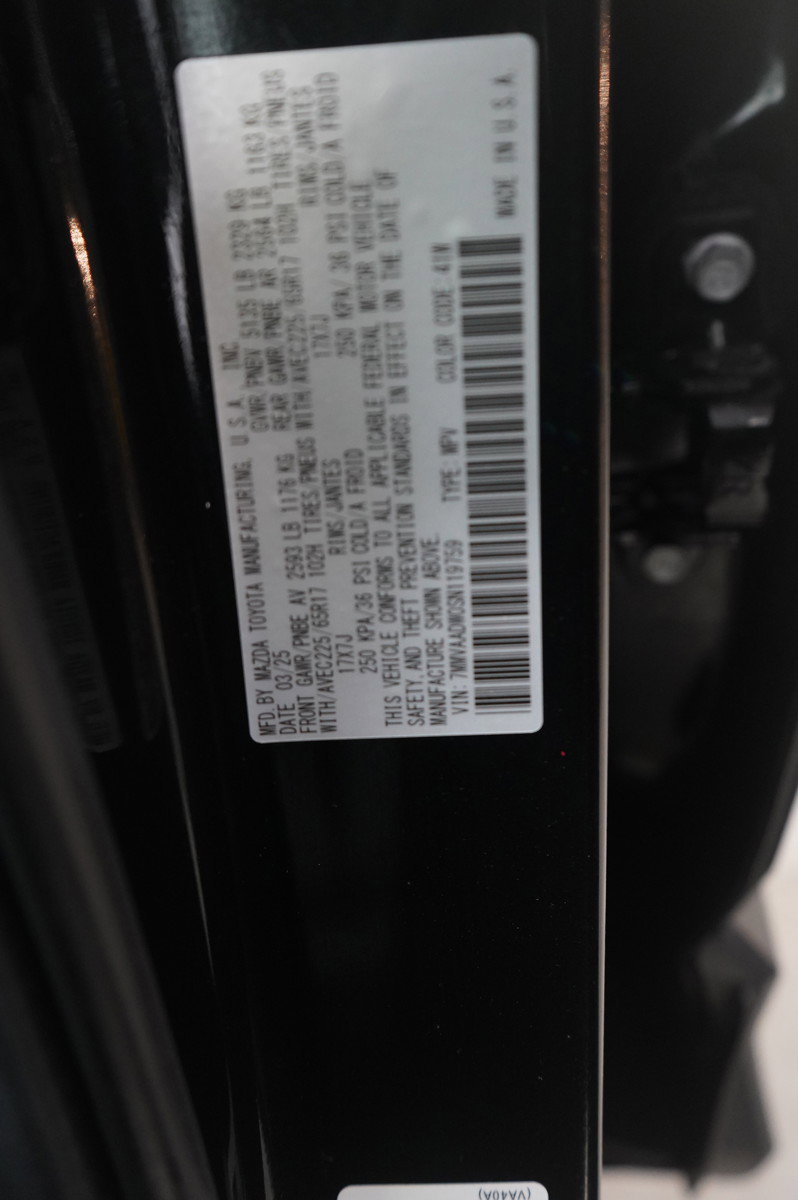 MFD. BY MAZDA TOYOTA MANUFACTURING, U.S.A., INC.
DATE 03/25 GVWR/PNBV 5135 LB 2329 KG
FRONT GAWR/PNBE AV 2593 LB 1176 KG REAR GAWR/PNBE AR 2564 LB 1163 KG
WITH/AVEC225/65R17 102H TIRES/PNEUS WITH/AVEC225/65R17 102H TIRES/PNEUS
17X7J RIMS/JANTES 17X7J RIMS/JANTES
250 KPA/36 PSI COLD/A FROID 250 KPA/36 PSI COLD/A FROID
THIS VEHICLE CONFORMS TO ALL APPLICABLE FEDERAL MOTOR VEHICLE
SAFETY, AND THEFT PREVENTION STANDARDS IN EFFECT ON THE DATE OF
MANUFACTURE SHOWN ABOVE.
VIN: 7MMVAADW0SN119759 TYPE: MPV COLOR CODE: 41W
MADE IN U.S.A.
(VA40A)